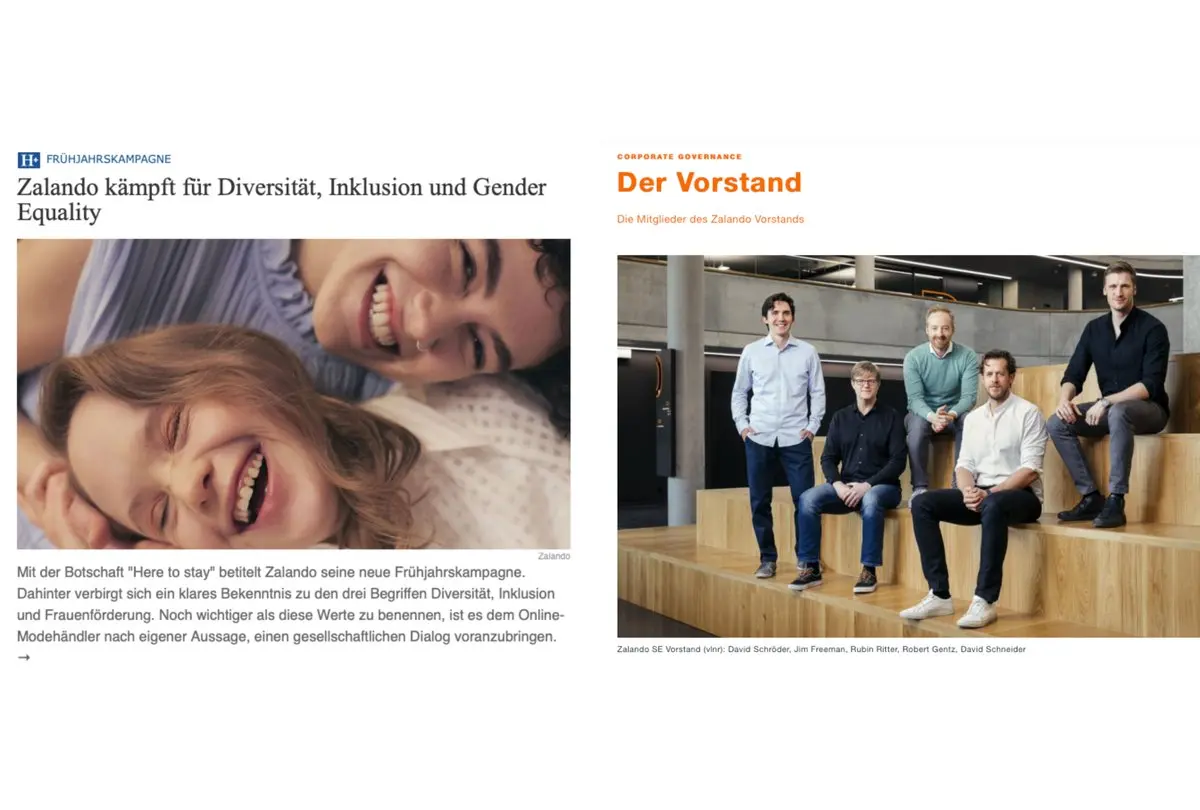 H+ FRÜHJAHRSKAMPAGNE
Zalando kämpft für Diversität, Inklusion und Gender
Equality
Zalando
Mit der Botschaft "Here to stay" betitelt Zalando seine neue Frühjahrskampagne.
Dahinter verbirgt sich ein klares Bekenntnis zu den drei Begriffen Diversität, Inklusion
und Frauenförderung. Noch wichtiger als diese Werte zu benennen, ist es dem Online-
Modehändler nach eigener Aussage, einen gesellschaftlichen Dialog voranzubringen.
→
CORPORATE GOVERNANCE
Der Vorstand
Die Mitglieder des Zalando Vorstands
Zalando SE Vorstand (vlnr): David Schröder, Jim Freeman, Rubin Ritter, Robert Gentz, David Schneider